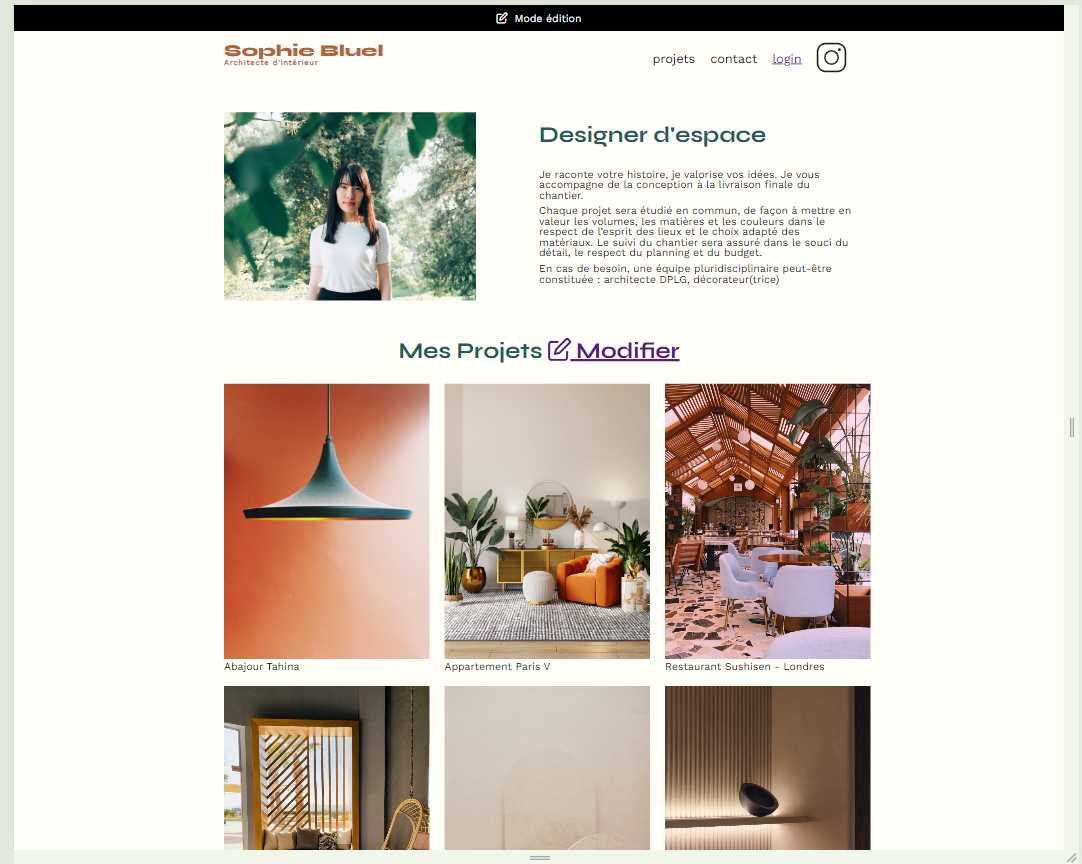 Mode édition
Sophie Bluel
Architecte d'intérieur
projets contact login
Designer d'espace
Je raconte votre histoire, je valorise vos idées. Je vous
accompagne de la conception à la livraison finale du
chantier.
Chaque projet sera étudié en commun, de façon à mettre en
valeur les volumes, les matières et les couleurs dans le
respect de l'esprit des lieux et le choix adapté des
matériaux. Le suivi du chantier sera assuré dans le souci du
détail, le respect du planning et du budget.
En cas de besoin, une équipe pluridisciplinaire peut-être
constituée : architecte DPLG, décorateur(trice)
Mes Projets Modifier
Abajour Tahina
Appartement Paris V
Restaurant Sushisen - Londres